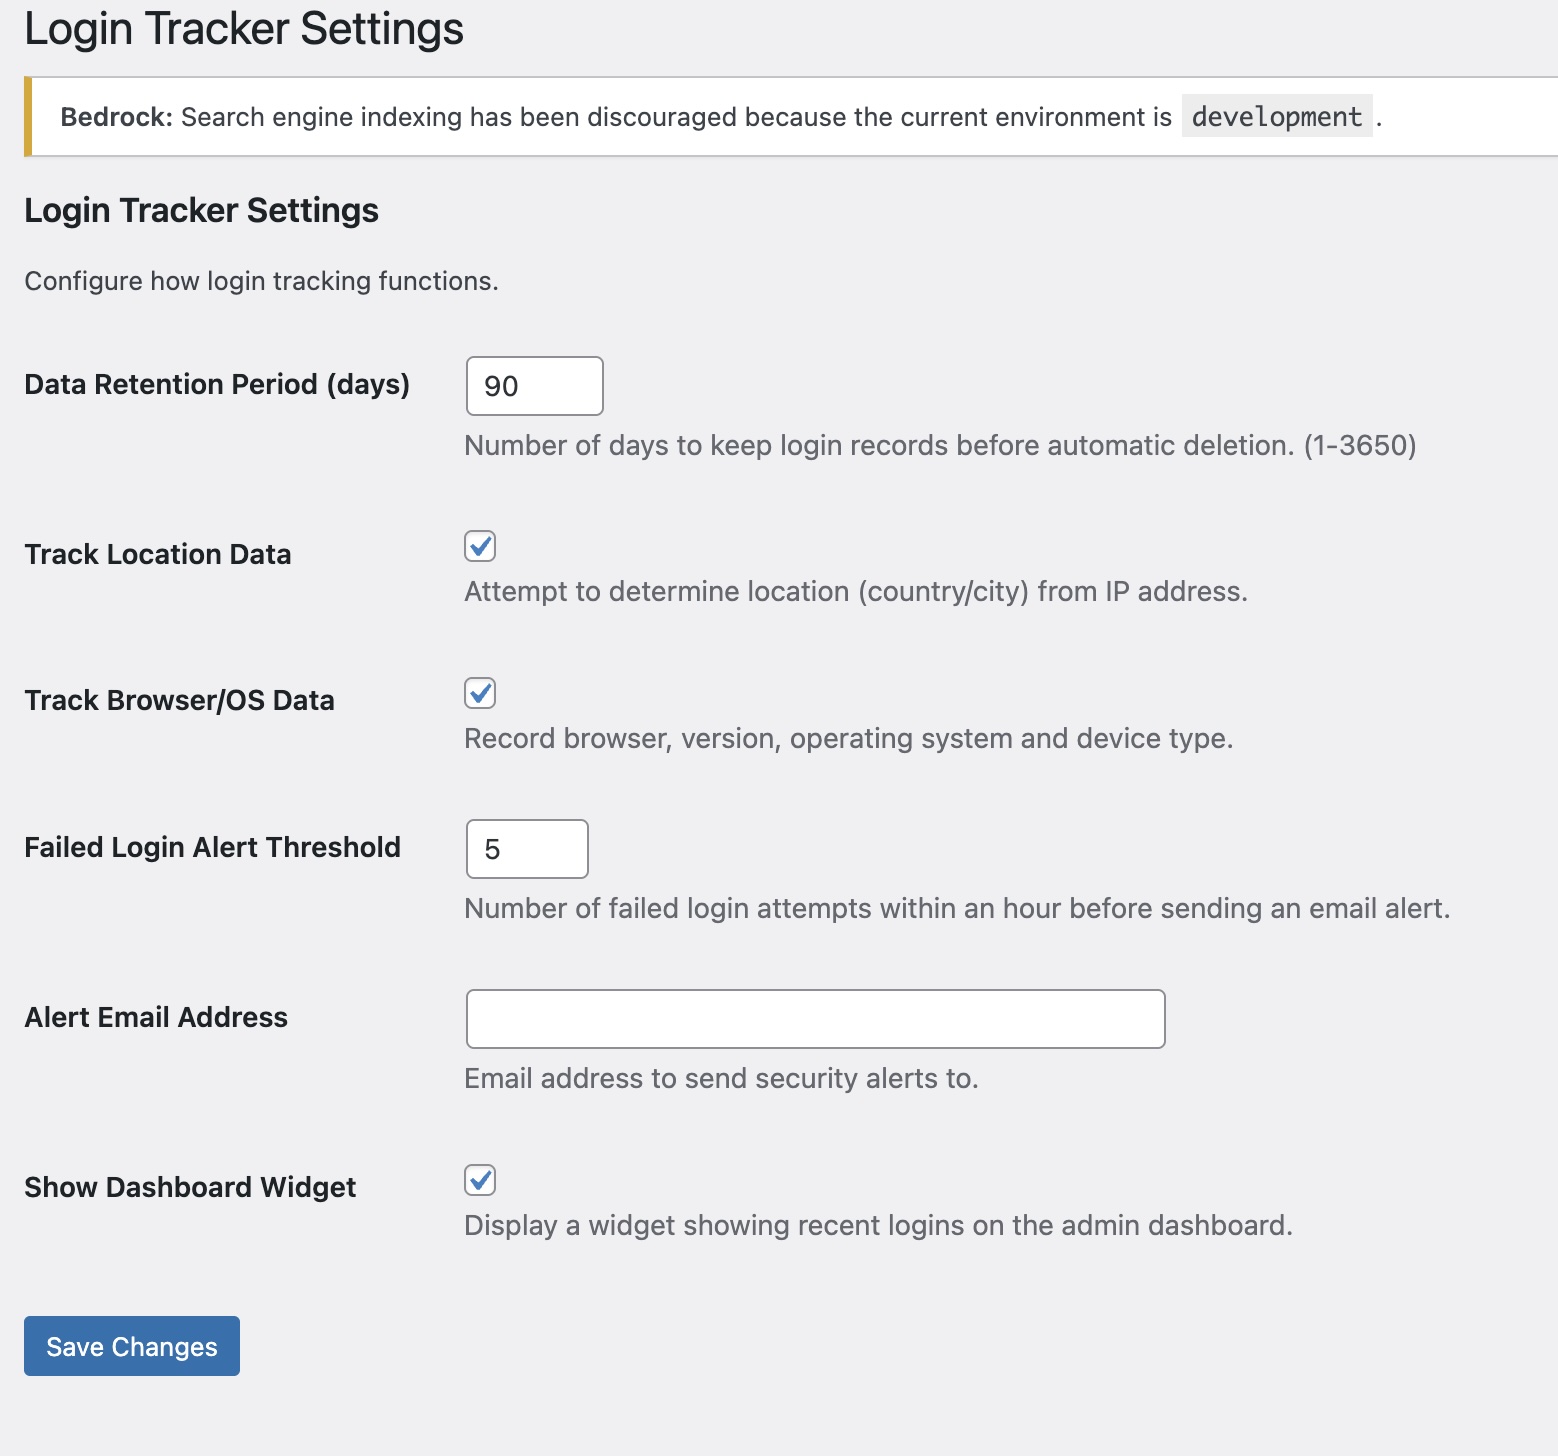 Login Tracker Settings
Bedrock: Search engine indexing has been discouraged because the current environment is development .
Login Tracker Settings
Configure how login tracking functions.
Data Retention Period (days)
90
Number of days to keep login records before automatic deletion. (1-3650)
Track Location Data
Attempt to determine location (country/city) from IP address.
Track Browser/OS Data
Record browser, version, operating system and device type.
Failed Login Alert Threshold
5
Number of failed login attempts within an hour before sending an email alert.
Alert Email Address
Email address to send security alerts to.
Show Dashboard Widget
Display a widget showing recent logins on the admin dashboard.
Save Changes